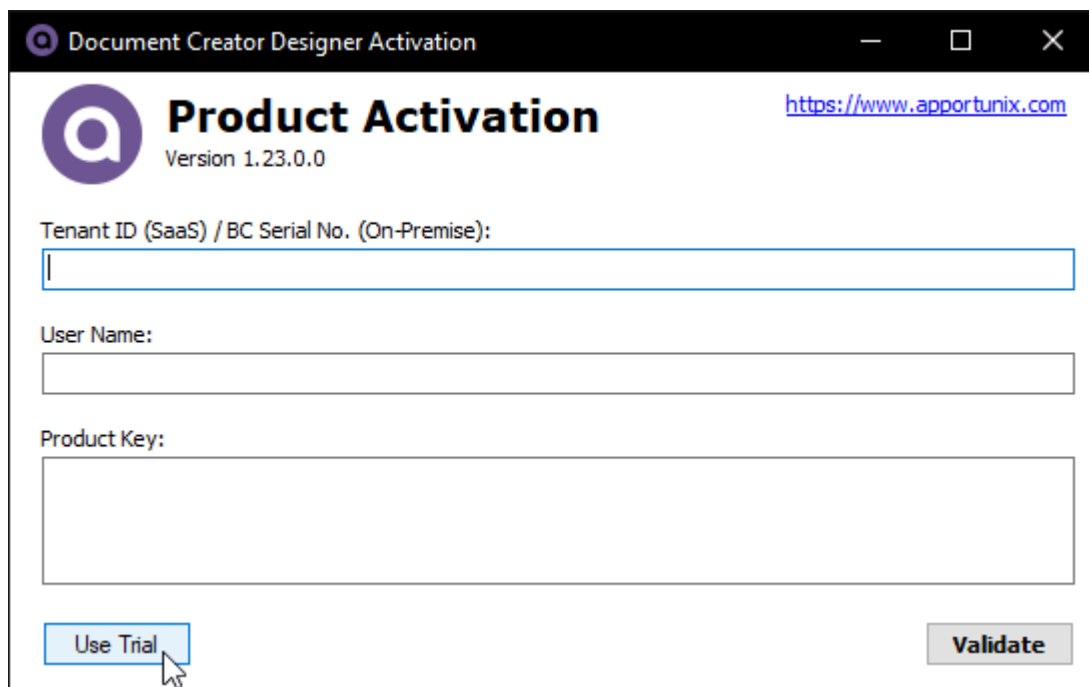 Document Creator Designer Activation
Product Activation
https://www.apportunix.com
Version 1.23.0.0
Tenant ID (SaaS) / BC Serial No. (On-Premise):
User Name:
Product Key:
Use Trial
Validate